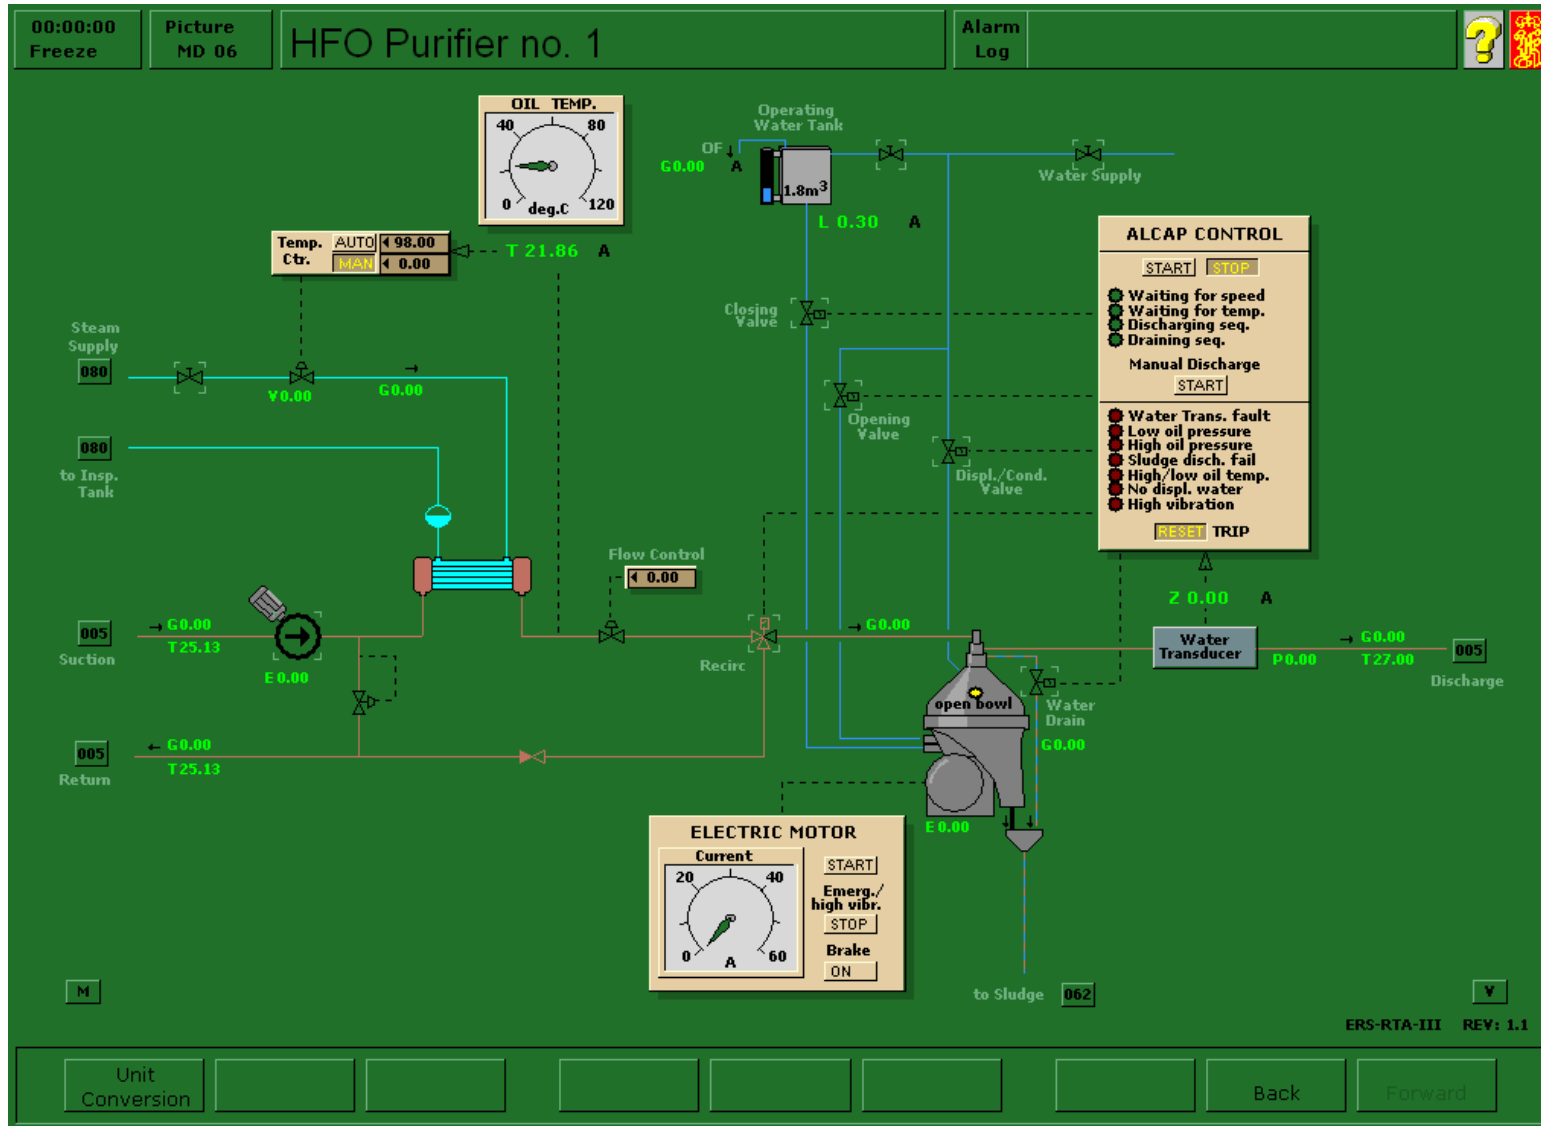 00:00:00
Freeze
Picture
MD 06
HFO Purifier no. 1
Alarm
Log
?
OIL TEMP.
40 80
0 120
deg.C
Operating
Water Tank
OF
G0.00
A
1.8m3
L 0.30 A
Water Supply
Temp.
Ctr.
AUTO 98.00
MAN 0.00
T 21.86 A
ALCAP CONTROL
START STOP
Waiting for speed
Waiting for temp.
Discharging seq.
Draining seq.
Manual Discharge
START
Water Trans. fault
Low oil pressure
High oil pressure
Sludge disch. fail
High/low oil temp.
No displ. water
High vibration
RESET TRIP
Closing
Valve
Steam
Supply
080
V0.00
G0.00
Opening
Valve
Displ./Cond.
Valve
080
to Insp.
Tank
Flow Control
0.00
Z 0.00 A
005
Suction
G0.00
T25.13
E0.00
Recirc
G0.00
Water
Transducer
P0.00
G0.00
T27.00
005
Discharge
open bowl
Water
Drain
G0.00
005
Return
G0.00
T25.13
E0.00
ELECTRIC MOTOR
Current
20 40
0 60
A
START
Emerg./
high vibr.
STOP
Brake
ON
to Sludge 062
M
V
ERS-RTA-III REV: 1.1
Unit
Conversion
Back
Forward